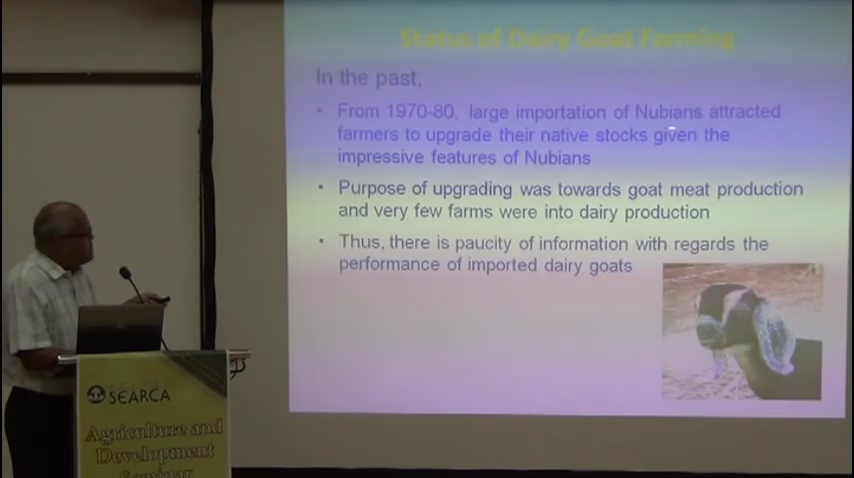 Status of Dairy Goat Farming
In the past,
• From 1970-80, large importation of Nubians attracted
farmers to upgrade their native stocks given the
impressive features of Nubians
• Purpose of upgrading was towards goat meat production
and very few farms were into dairy production
• Thus, there is paucity of information with regards the
performance of imported dairy goats
SEARCA
Agriculture and
Development
Seminar